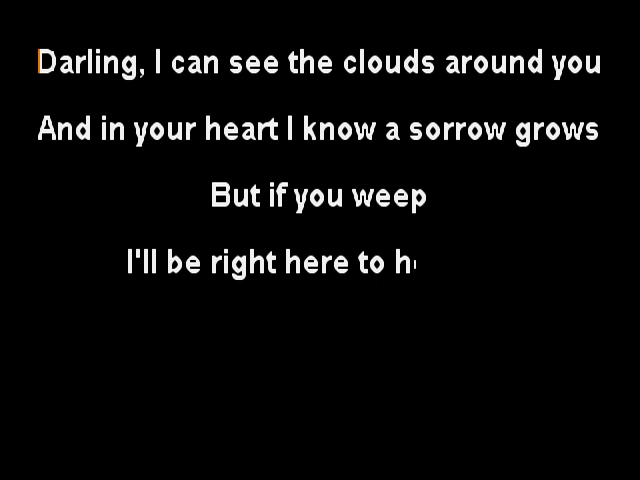 Darling, I can see the clouds around you
And in your heart I know a sorrow grows
But if you weep
I'll be right here to